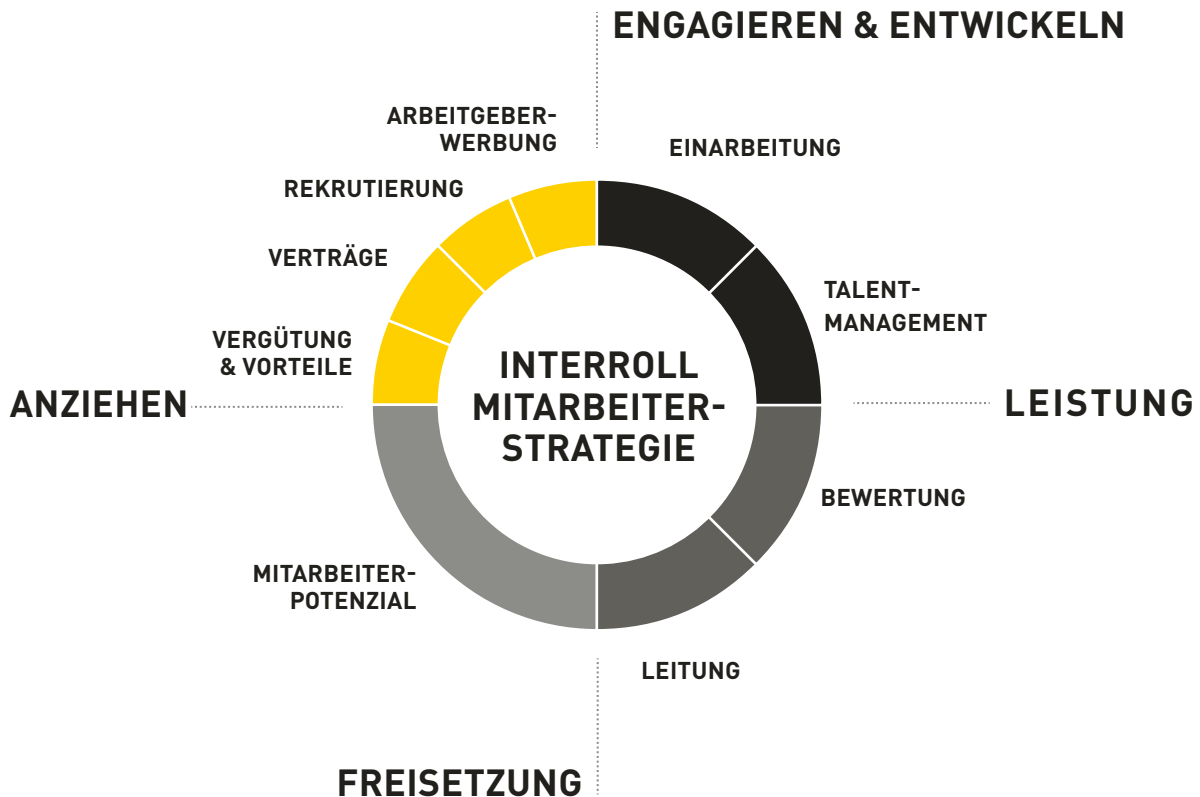 ENGAGIEREN & ENTWICKELN
ARBEITGEBER-
WERBUNG
EINARBEITUNG
REKRUTIERUNG
VERTRÄGE
TALENT-
MANAGEMENT
VERGÜTUNG
& VORTEILE
INTERROLL
MITARBEITER-
STRATEGIE
ANZIEHEN
LEISTUNG
BEWERTUNG
MITARBEITER-
POTENZIAL
LEITUNG
FREISETZUNG